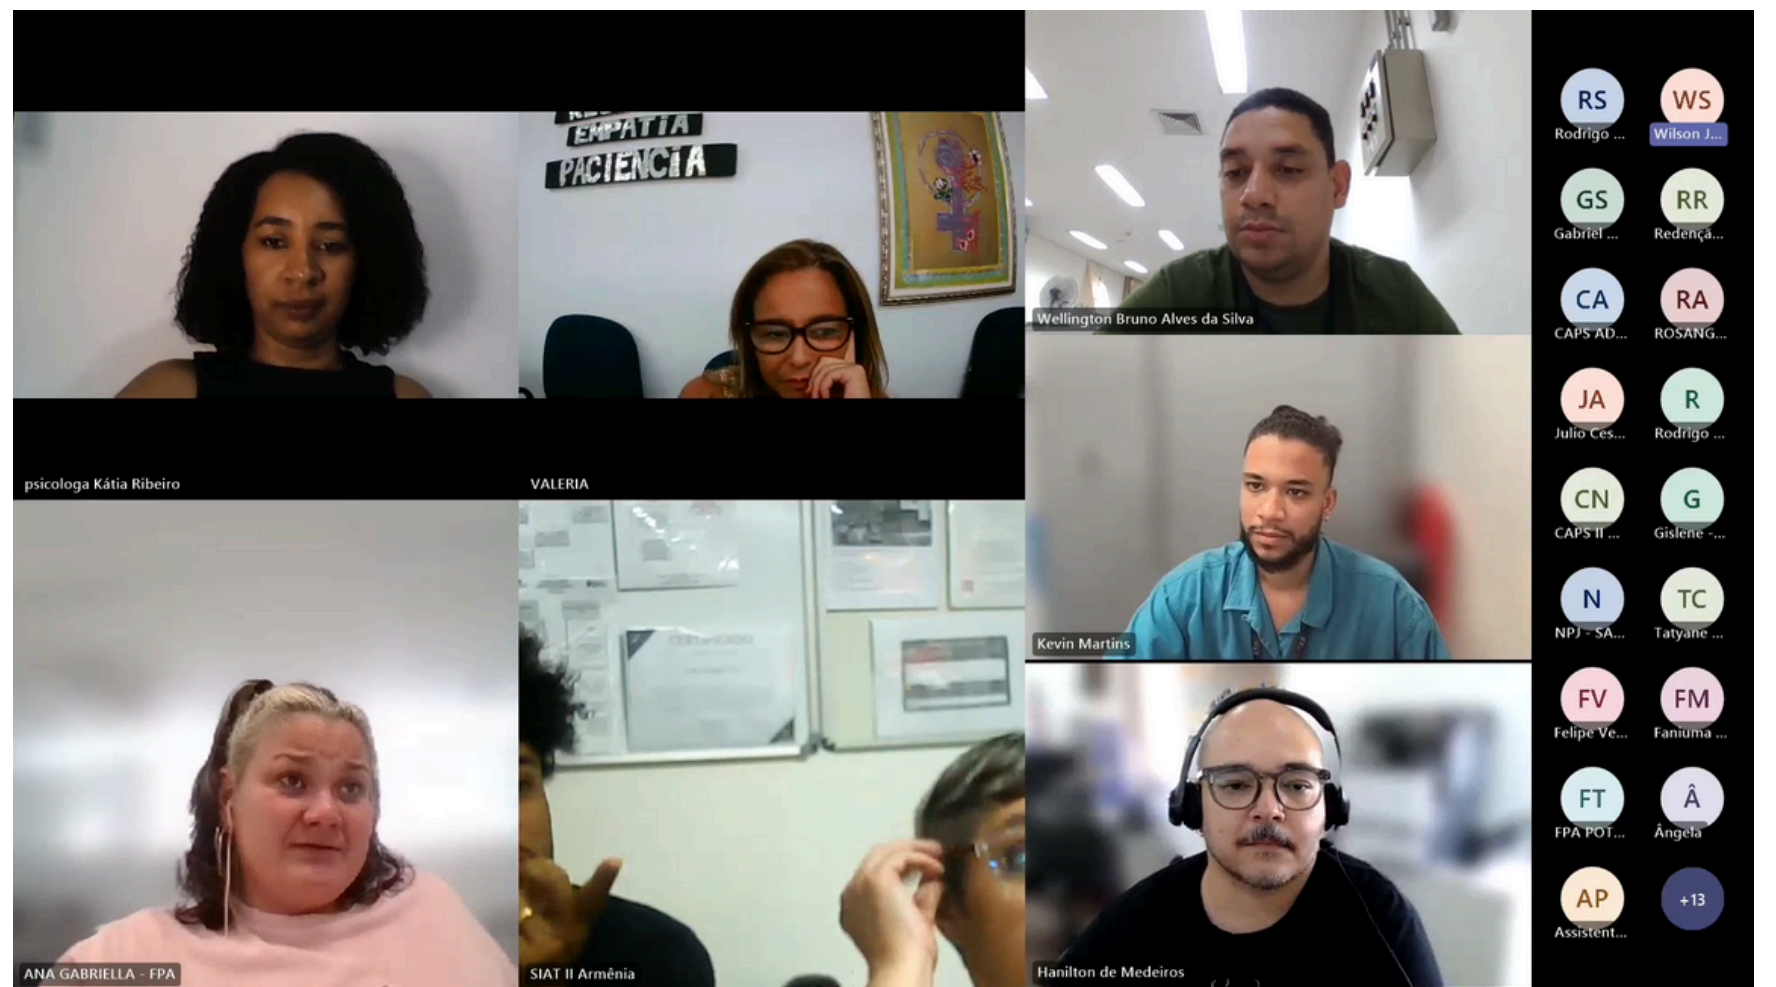 EMPATIA
PACIENCIA
psicologa Kátia Ribeiro
VALERIA
Wellington Bruno Alves da Silva
Kevin Martins
ANA GABRIELLA - FPA
CERTIFICADO
SIAT II Armênia
Hanilton de Medeiros
RS
Rodrigo ...
WS
Wilson J...
GS
Gabriel ...
RR
Redençã...
CA
CAPS AD...
RA
ROSANG...
JA
Julio Ces...
R
Rodrigo ...
CN
CAPS II ...
G
Gislene -...
N
NPJ - SA...
TC
Tatyane ...
FV
Felipe Ve...
FM
Faniuma ...
FT
FPA POT...
Â
Ângela
AP
Assistent...
+13